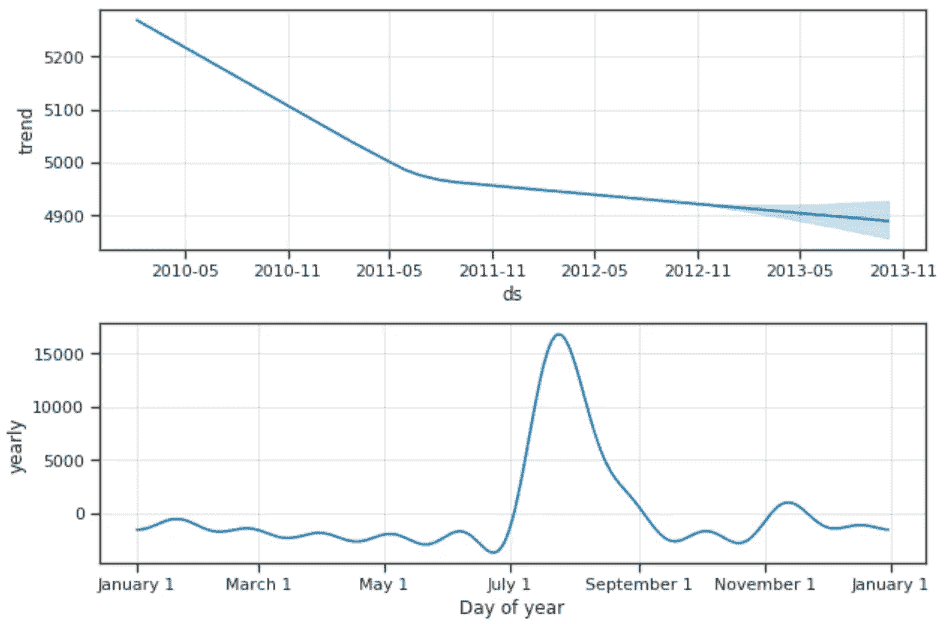 5200
5100
5000
4900
trend
2010-05 2010-11 2011-05 2011-11 2012-05 2012-11 2013-05 2013-11
ds
15000
10000
5000
0
yearly
January 1 March 1 May 1 July 1 September 1 November 1 January 1
Day of year